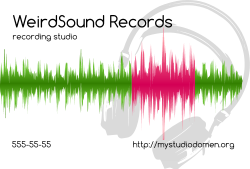 WeirdSound Records
recording studio
555-55-55
http://mystudiodomen.org